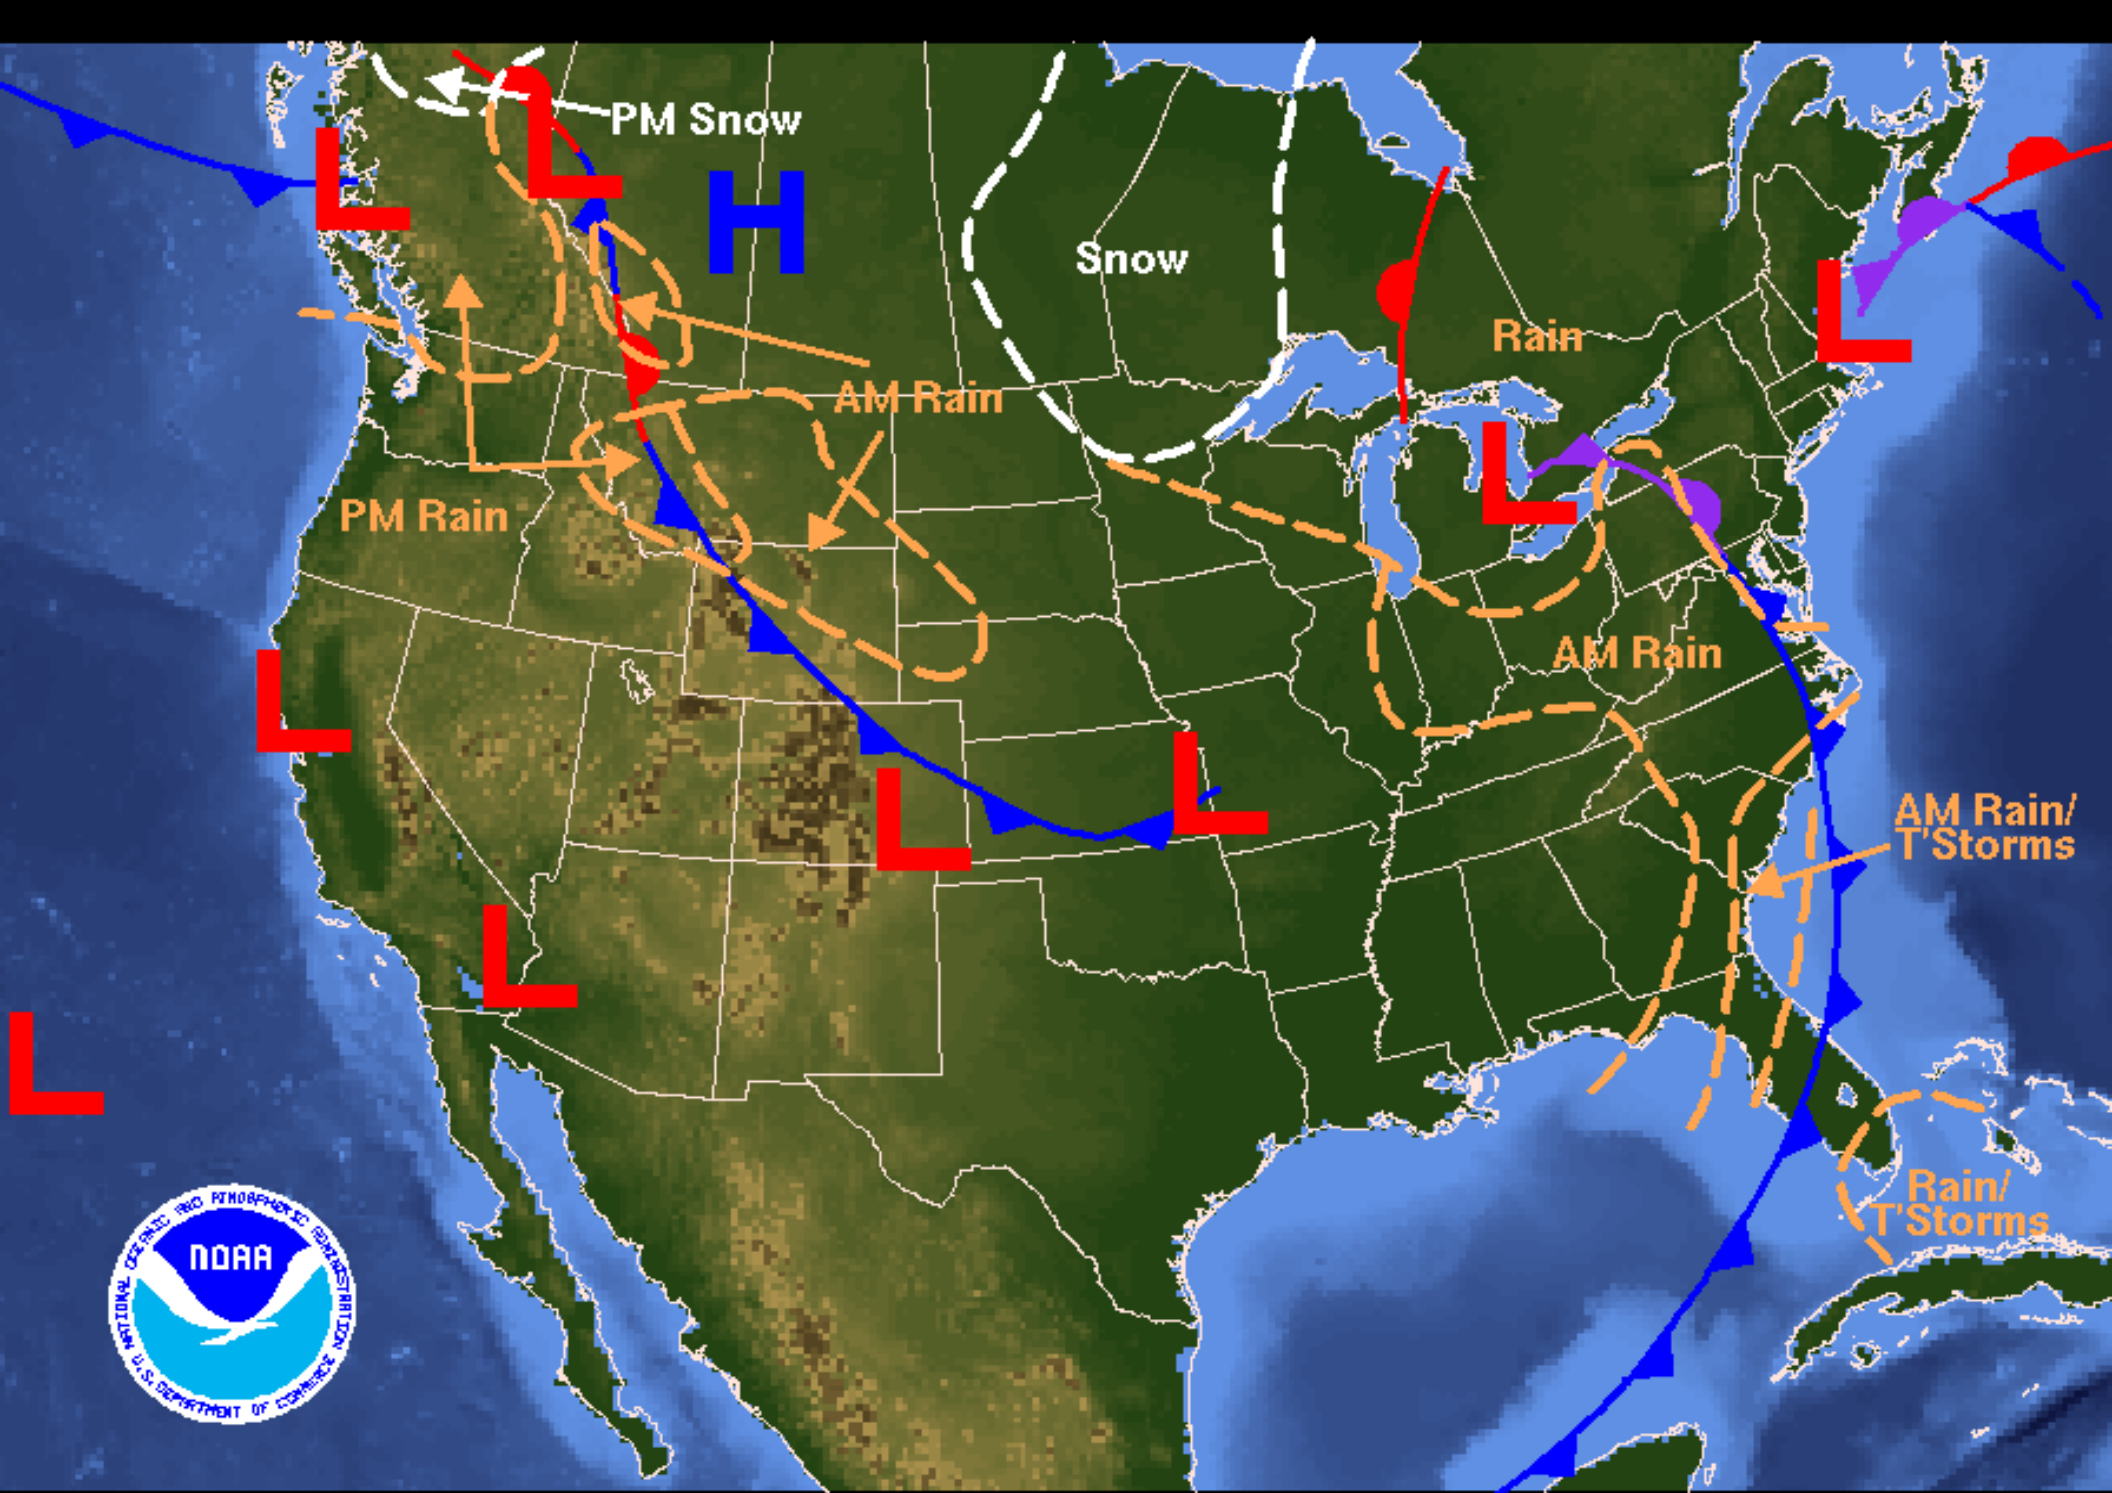 PM Snow
H
L
L
Snow
Rain
L
AM Rain
L
PM Rain
AM Rain
L
L
L
AM Rain/
T'Storms
L
L
Rain/
T'Storms
NOAA
NATIONAL OCEANIC AND ATMOSPHERIC ADMINISTRATION
U.S. DEPARTMENT OF COMMERCE